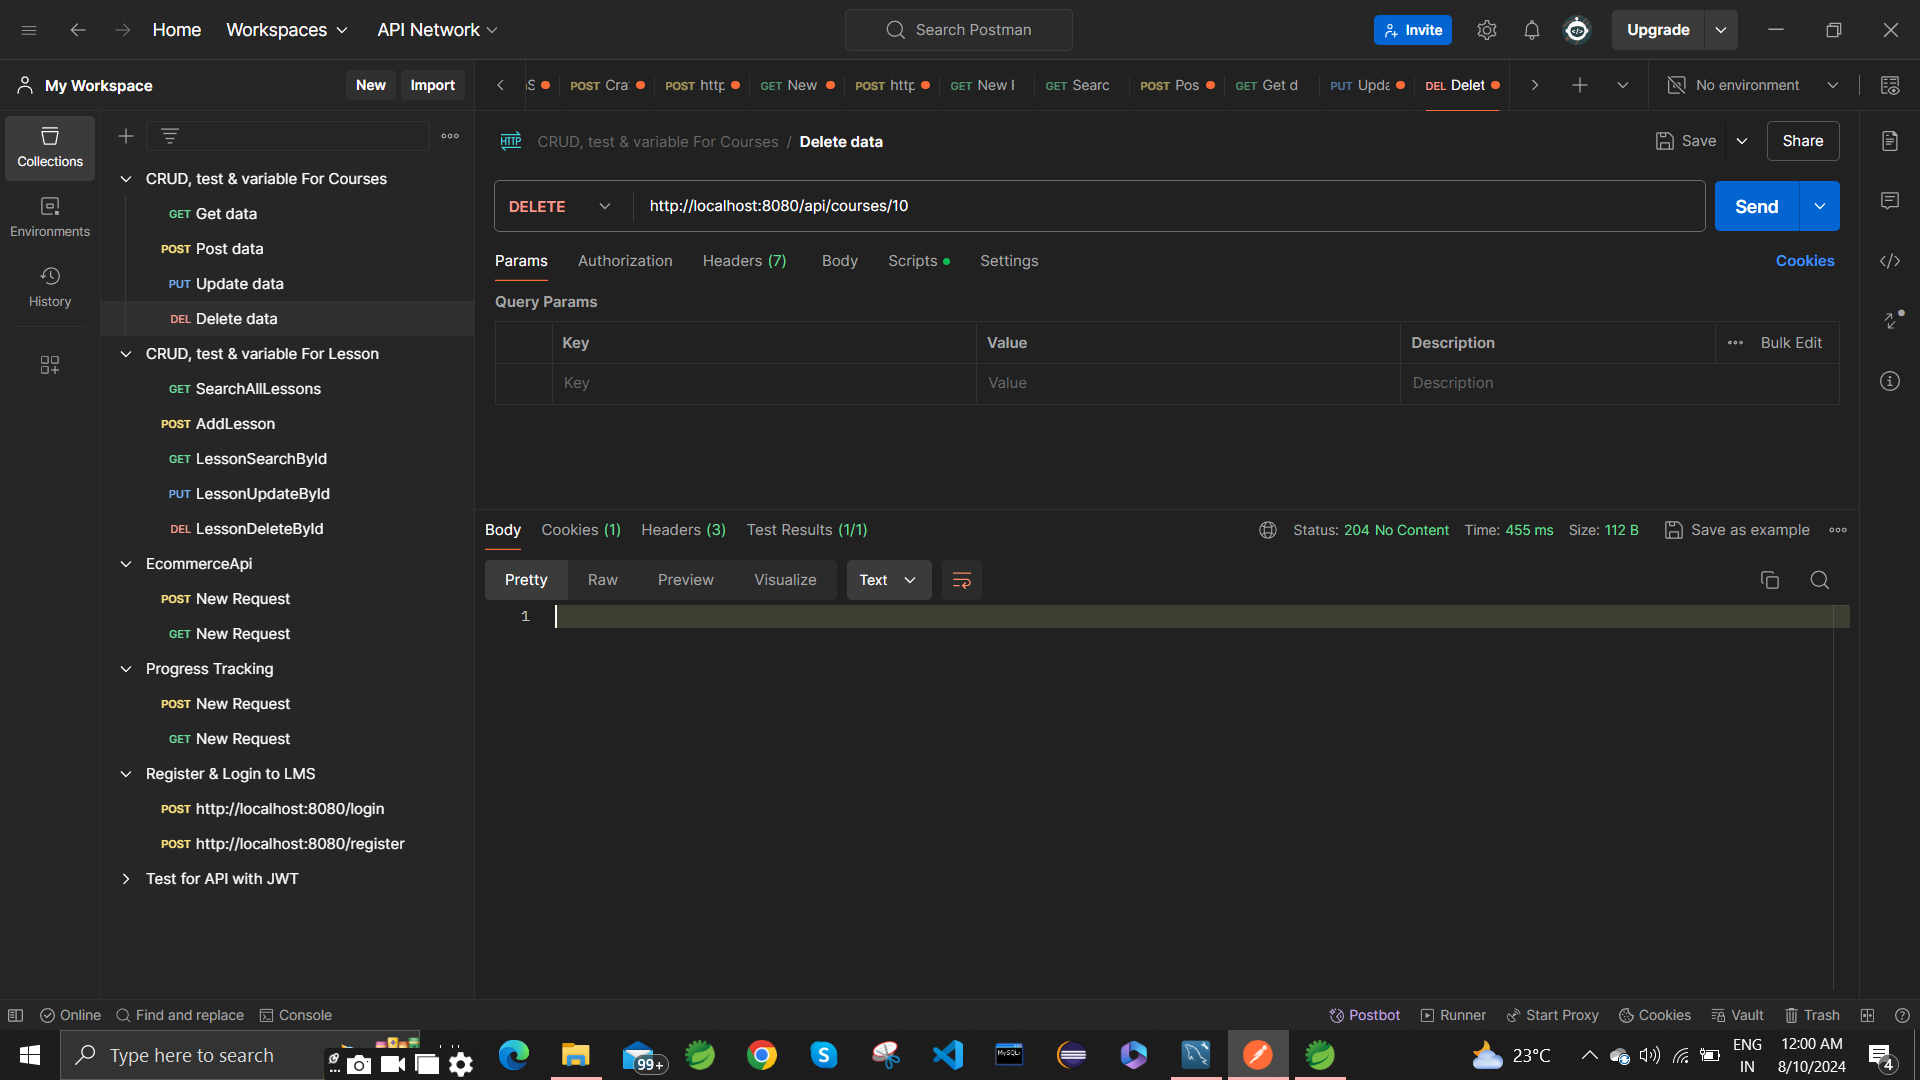 Home Workspaces API Network Search Postman Invite Upgrade
My Workspace New Import
POST Cra POST http GET New POST http GET New GET Searc POST Pos GET Get d PUT Upda DEL Delet No environment
Collections
Environments
History
CRUD, test & variable For Courses
GET Get data
POST Post data
PUT Update data
DEL Delete data
CRUD, test & variable For Lesson
GET SearchAllLessons
POST AddLesson
GET LessonSearchById
PUT LessonUpdateById
DEL LessonDeleteById
EcommerceApi
POST New Request
GET New Request
Progress Tracking
POST New Request
GET New Request
Register & Login to LMS
POST http://localhost:8080/login
POST http://localhost:8080/register
Test for API with JWT
HTTP CRUD, test & variable For Courses / Delete data Save Share
DELETE http://localhost:8080/api/courses/10 Send
Params Authorization Headers (7) Body Scripts Settings Cookies
Query Params
Key Value Description Bulk Edit
Key Value Description
Body Cookies (1) Headers (3) Test Results (1/1) Status: 204 No Content Time: 455 ms Size: 112 B Save as example
Pretty Raw Preview Visualize Text
1
Online Find and replace Console Postbot Runner Start Proxy Cookies Vault Trash
Type here to search 99+ MySQL 23°C ENG IN 12:00 AM 8/10/2024 4